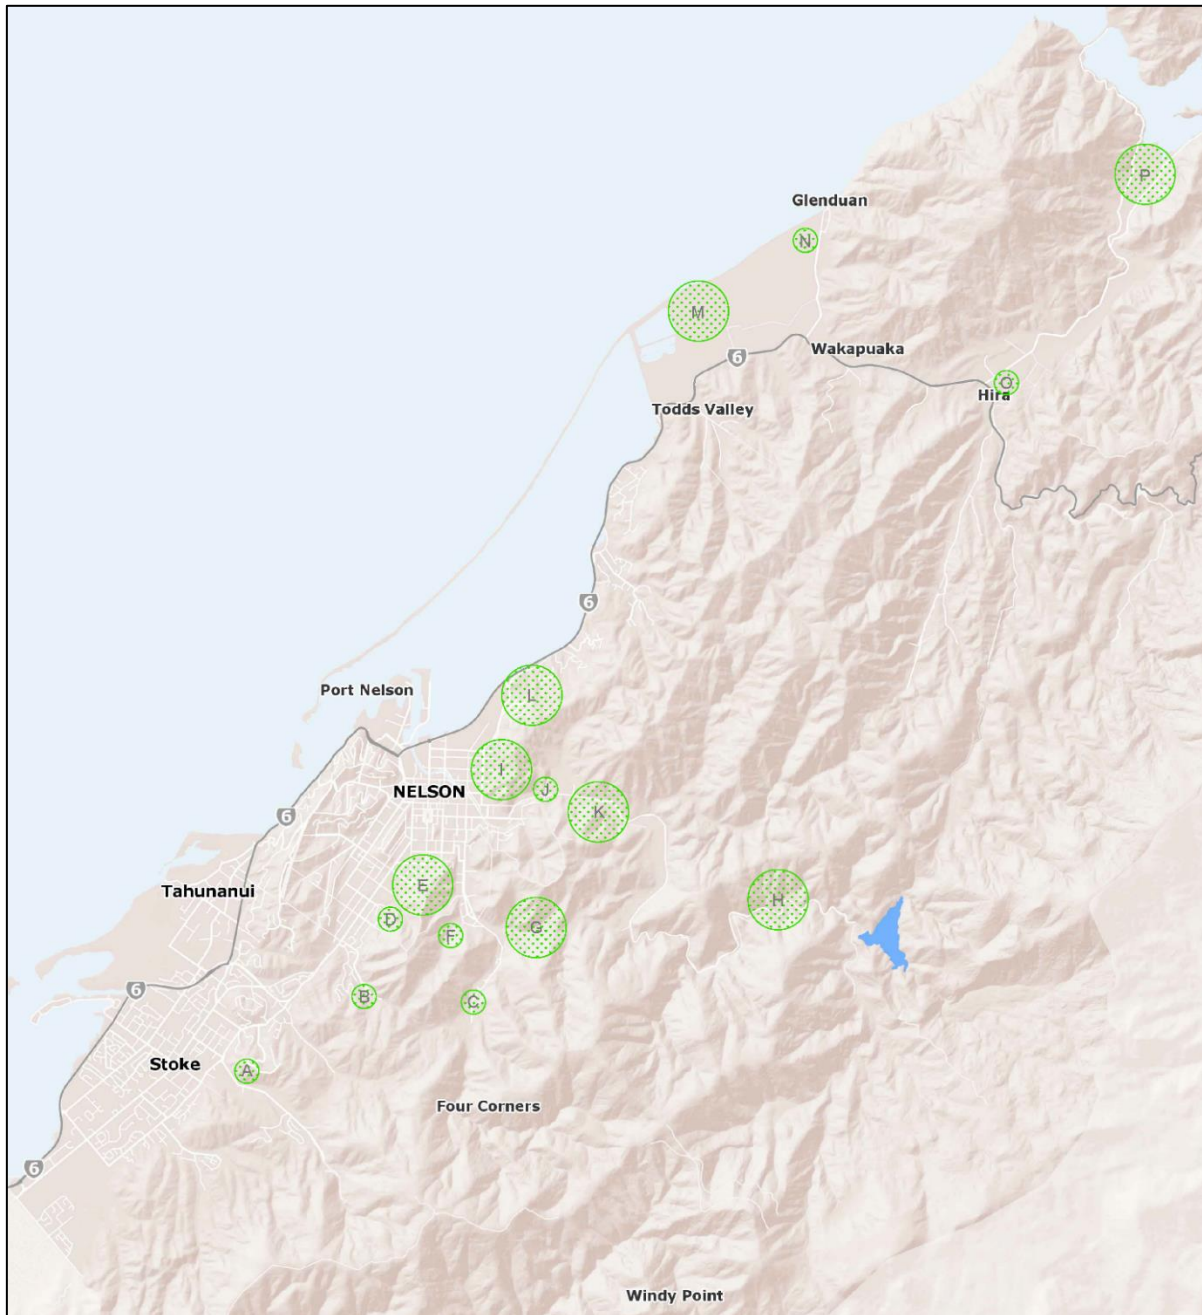 P
Glenduan
N
M
Wakapuaka
6
O
Hira
Todds Valley
6
Port Nelson
L
I
NELSON
J
K
6
E
Tahunanui
H
D
G
F
6
B
C
Stoke
A
Four Corners
6
Windy Point